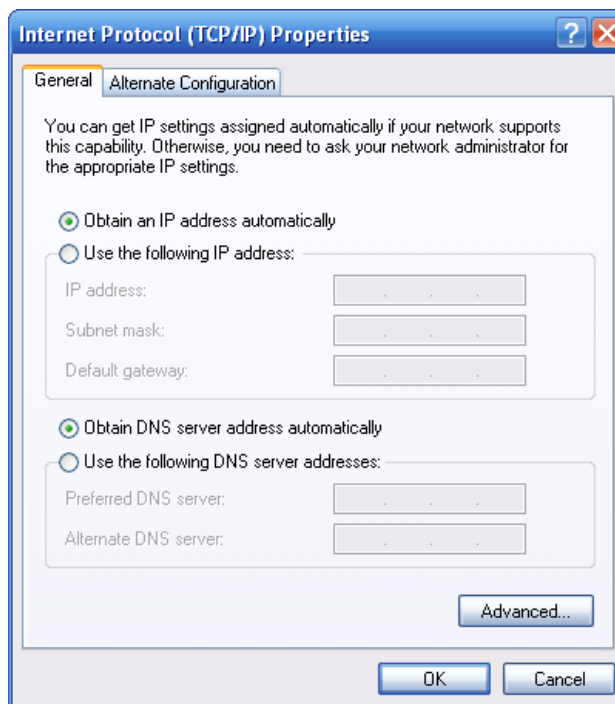 Internet Protocol (TCP/IP) Properties
General
Alternate Configuration
You can get IP settings assigned automatically if your network supports
this capability. Otherwise, you need to ask your network administrator for
the appropriate IP settings.
Obtain an IP address automatically
Use the following IP address:
IP address:
Subnet mask:
Default gateway:
Obtain DNS server address automatically
Use the following DNS server addresses:
Preferred DNS server:
Alternate DNS server:
Advanced...
OK
Cancel